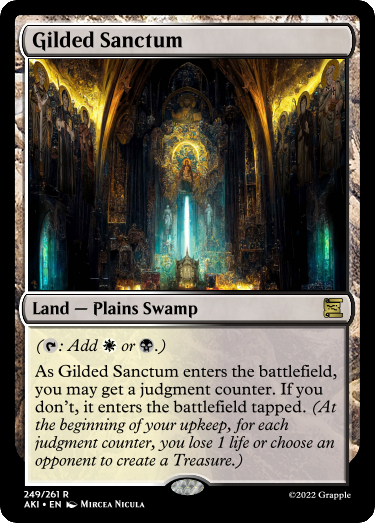 Gilded Sanctum
Land — Plains Swamp
(: Add or .)
As Gilded Sanctum enters the battlefield,
you may get a judgment counter. If you
don't, it enters the battlefield tapped. (At
the beginning of your upkeep, for each
judgment counter, you lose 1 life or choose an
opponent to create a Treasure.)
249/261 R
AKI • EN Mircea Nicula
©2022 Grapple